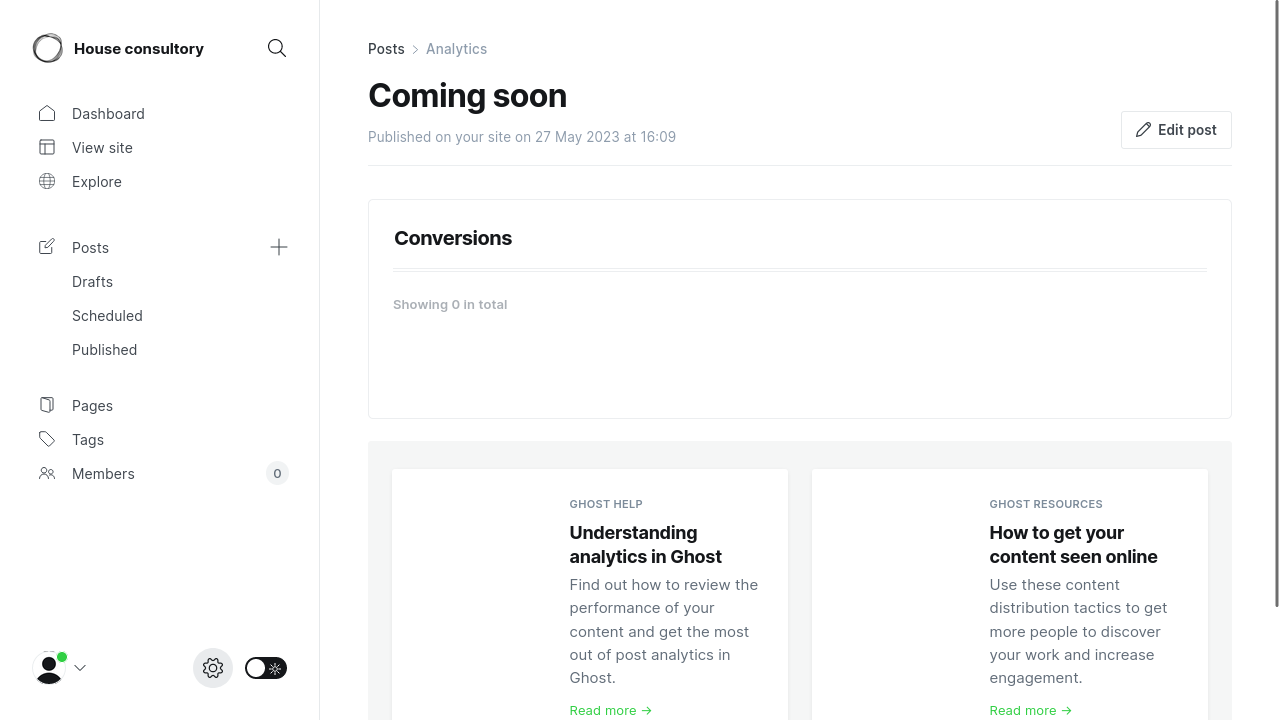 House consultory
Dashboard
View site
Explore
Posts
Drafts
Scheduled
Published
Pages
Tags
Members
0
Posts
Analytics
Coming soon
Published on your site on 27 May 2023 at 16:09
Edit post
Conversions
Showing 0 in total
GHOST HELP
Understanding
analytics in Ghost
Find out how to review the
performance of your
content and get the most
out of post analytics in
Ghost.
Read more →
GHOST RESOURCES
How to get your
content seen online
Use these content
distribution tactics to get
more people to discover
your work and increase
engagement.
Read more →